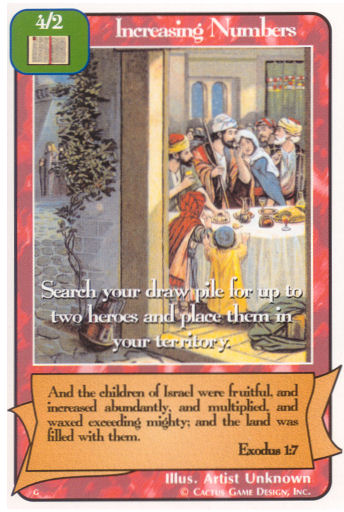 4/2
Increasing Numbers
Search your draw pile for up to
two heroes and place them in
your territory.
And the children of Israel were fruitful, and
increased abundantly, and multiplied, and
waxed exceeding mighty; and the land was
filled with them.
Exodus 1:7
Illus. Artist Unknown
G
© Cactus Game Design, Inc.